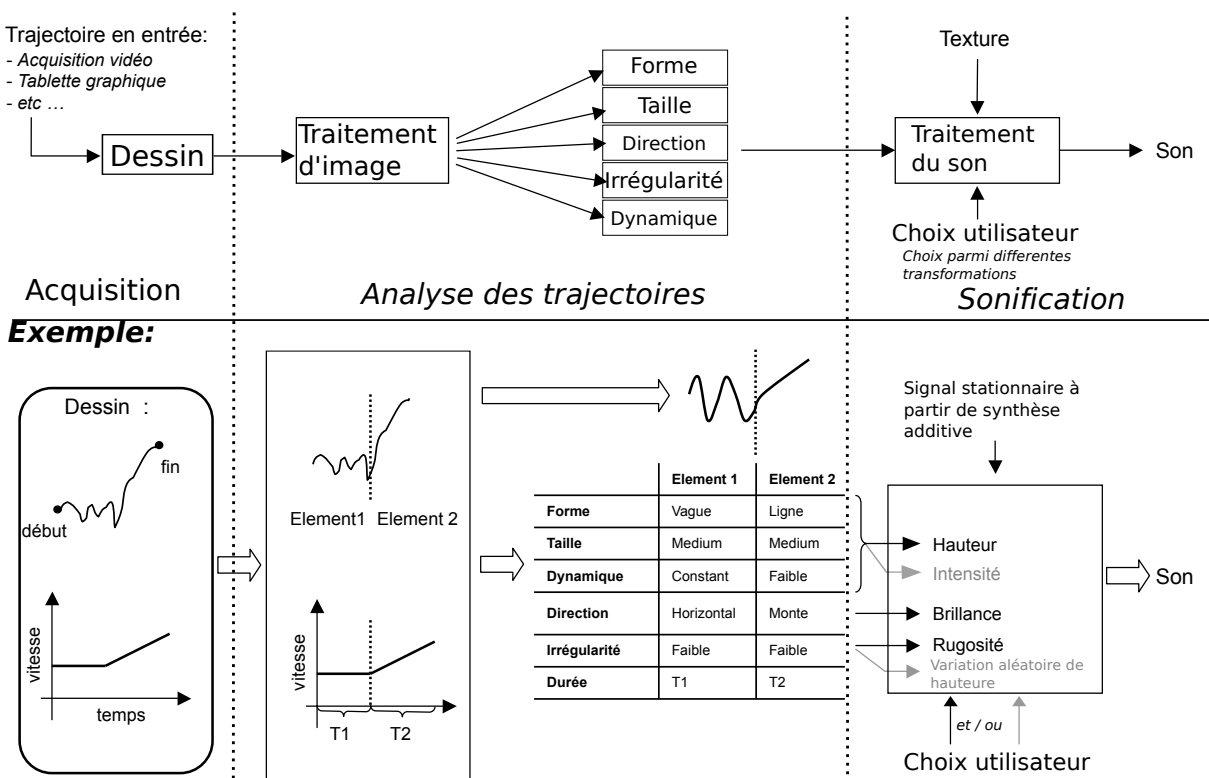 Trajectoire en entrée:
- Acquisition vidéo
- Tablette graphique
- etc ...
Dessin
Traitement
d'image
Forme
Taille
Direction
Irrégularité
Dynamique
Texture
Traitement
du son
Son
Choix utilisateur
Choix parmi differentes
transformations
Acquisition
Analyse des trajectoires
Sonification
Exemple:
Dessin :
fin
début
vitesse
temps
Element1 Element 2
vitesse
T1 T2
Element 1 Element 2
Forme Vague Ligne
Taille Medium Medium
Dynamique Constant Faible
Direction Horizontal Monte
Irrégularité Faible Faible
Durée T1 T2
Signal stationnaire à
partir de synthèse
additive
Hauteur
Intensité
Brillance
Rugosité
Variation aléatoire de
hauteure
Son
et / ou
Choix utilisateur